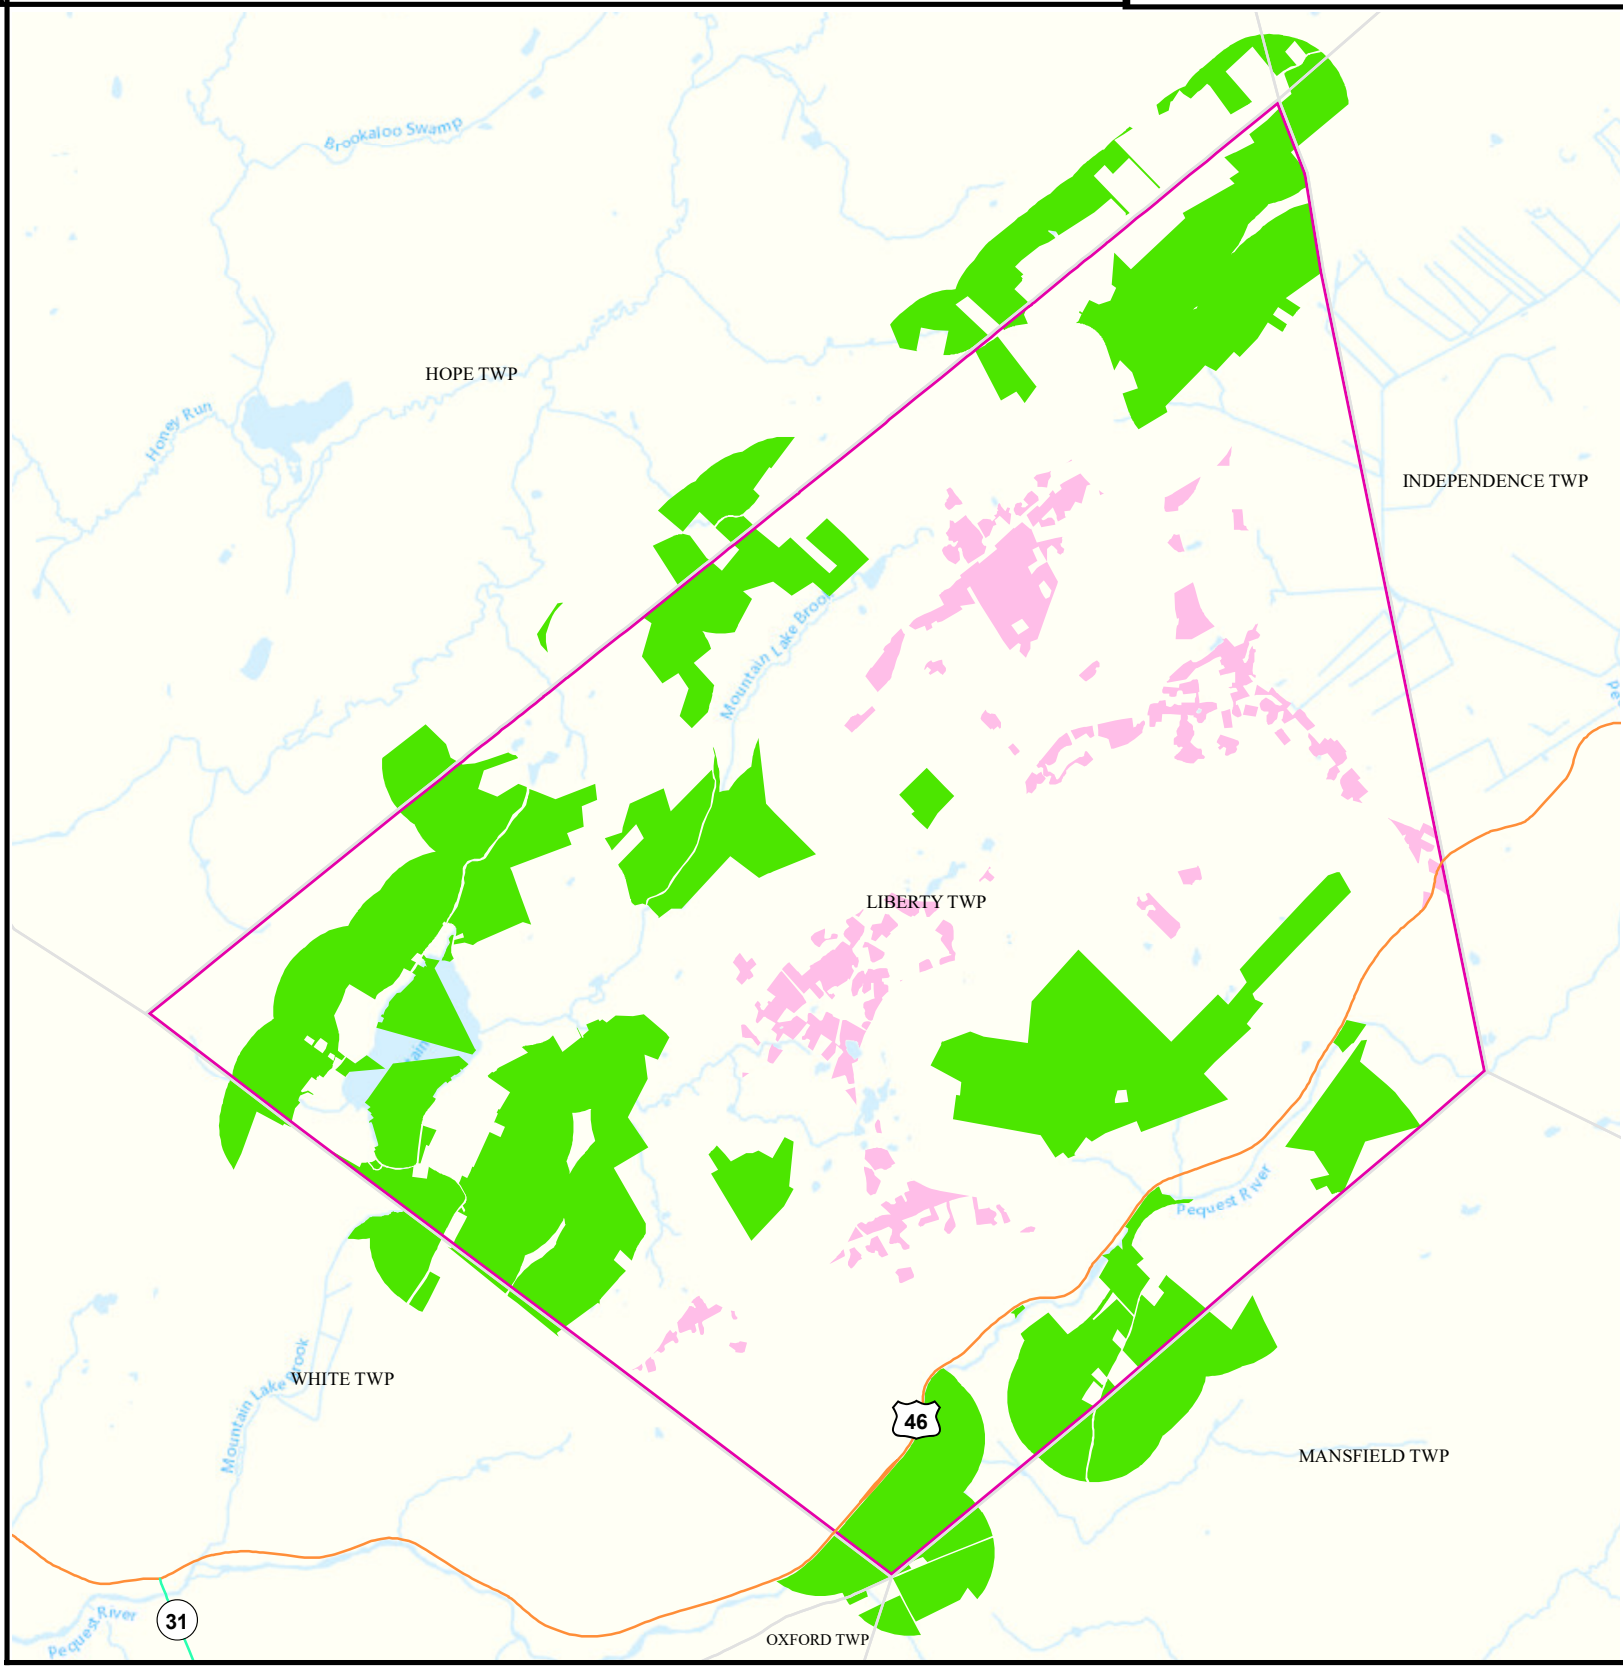 Brookaloo Swamp
HOPE TWP
Honey Run
INDEPENDENCE TWP
Mountain Lake Brook
Pe
LIBERTY TWP
Pequest River
WHITE TWP
Mountain Lake Brook
46
MANSFIELD TWP
31
Pequest River
OXFORD TWP